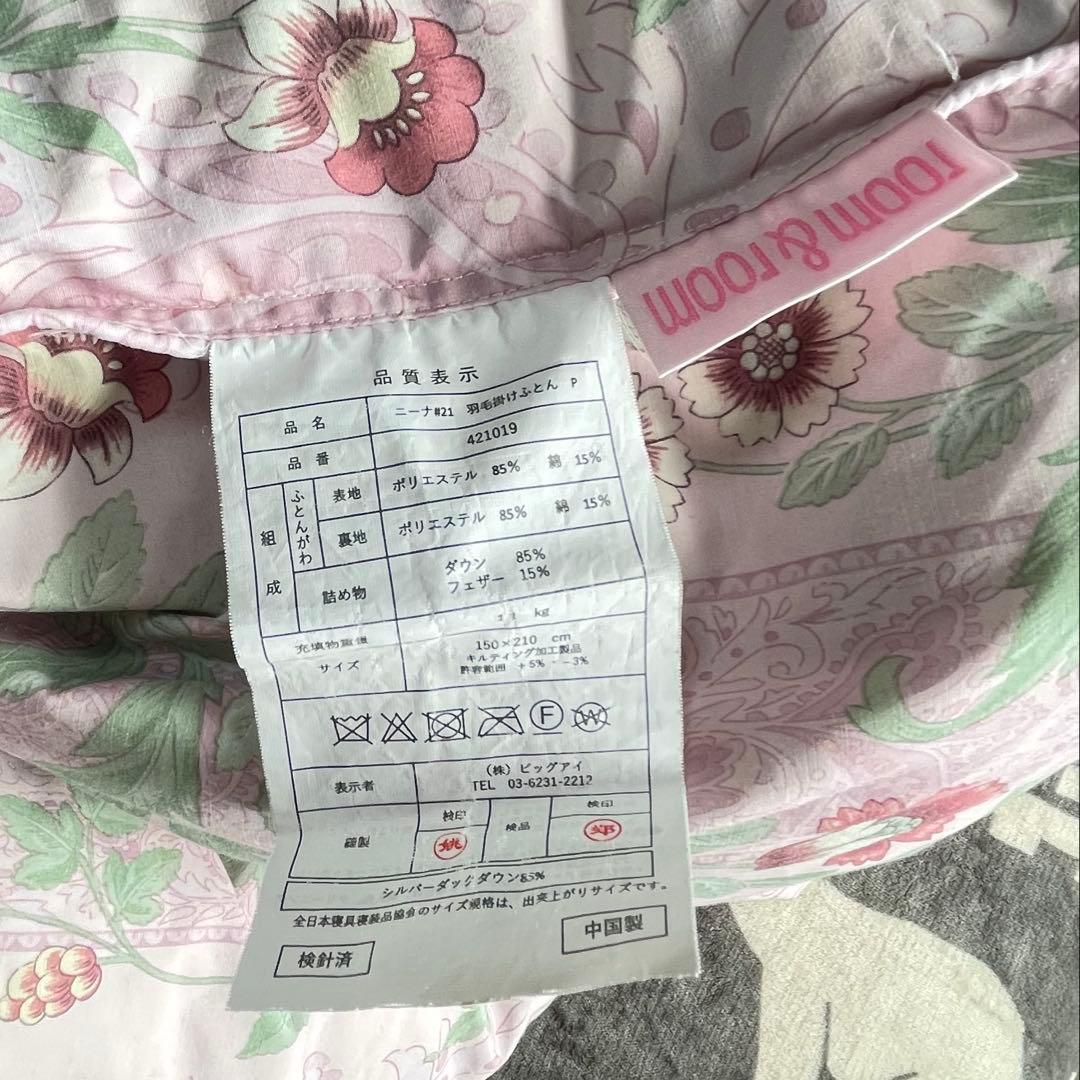 room&room
品質表示
品名 ニーナ#21 羽毛掛けふとん P
品番 421019
組成 ふとんがわ 表地 ポリエステル 85% 綿 15%
裏地 ポリエステル 85% 綿 15%
詰め物 ダウン 85%
フェザー 15%
充填物重量 kg
サイズ 150×210 cm
キルティング加工製品
許容範囲 +5% -3%
F W
表示者 (株)ビッグアイ
TEL 03-6231-2212
縫製 検印 検品 検印
姚
シルバーダックダウン85%
全日本寝具寝装品協会のサイズ規格は、出来上がりサイズです。
検針済
中国製